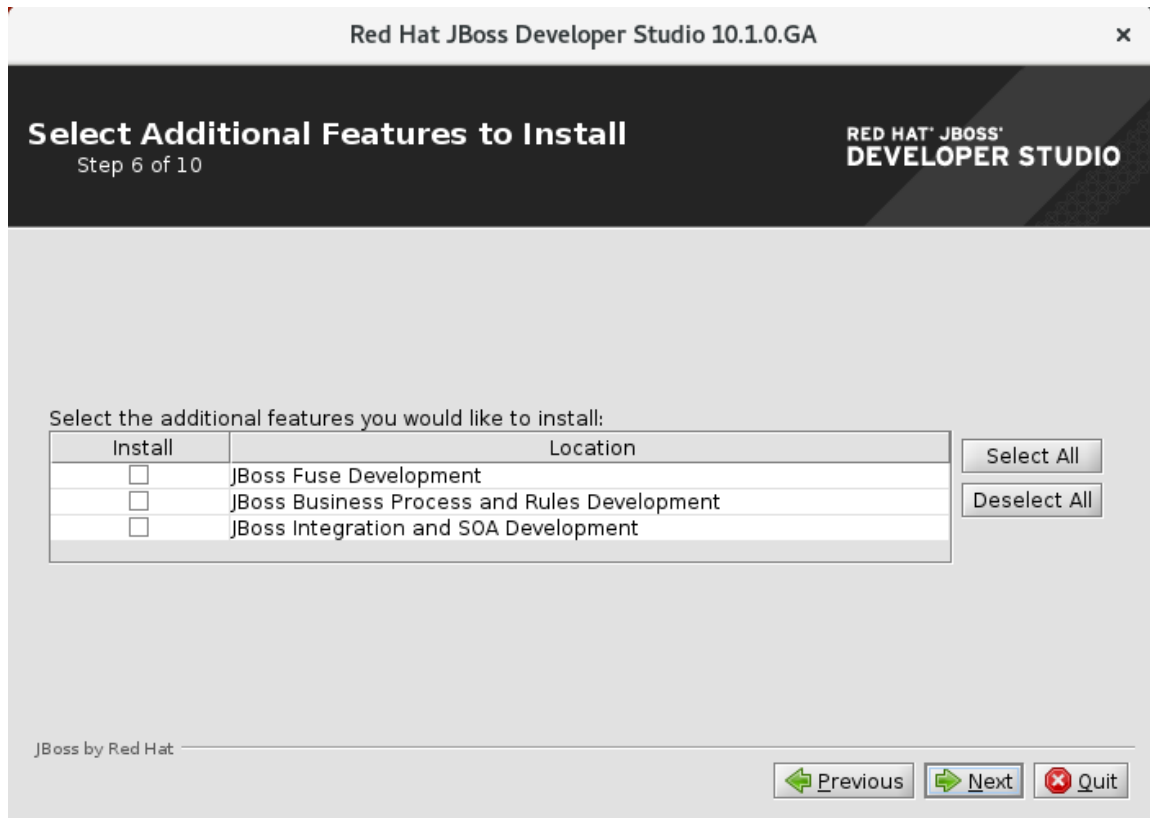 Red Hat JBoss Developer Studio 10.1.0.GA
Select Additional Features to Install
Step 6 of 10
RED HAT® JBOSS®
DEVELOPER STUDIO
Select the additional features you would like to install:
Install Location
JBoss Fuse Development
JBoss Business Process and Rules Development
JBoss Integration and SOA Development
Select All
Deselect All
JBoss by Red Hat
Previous Next Quit